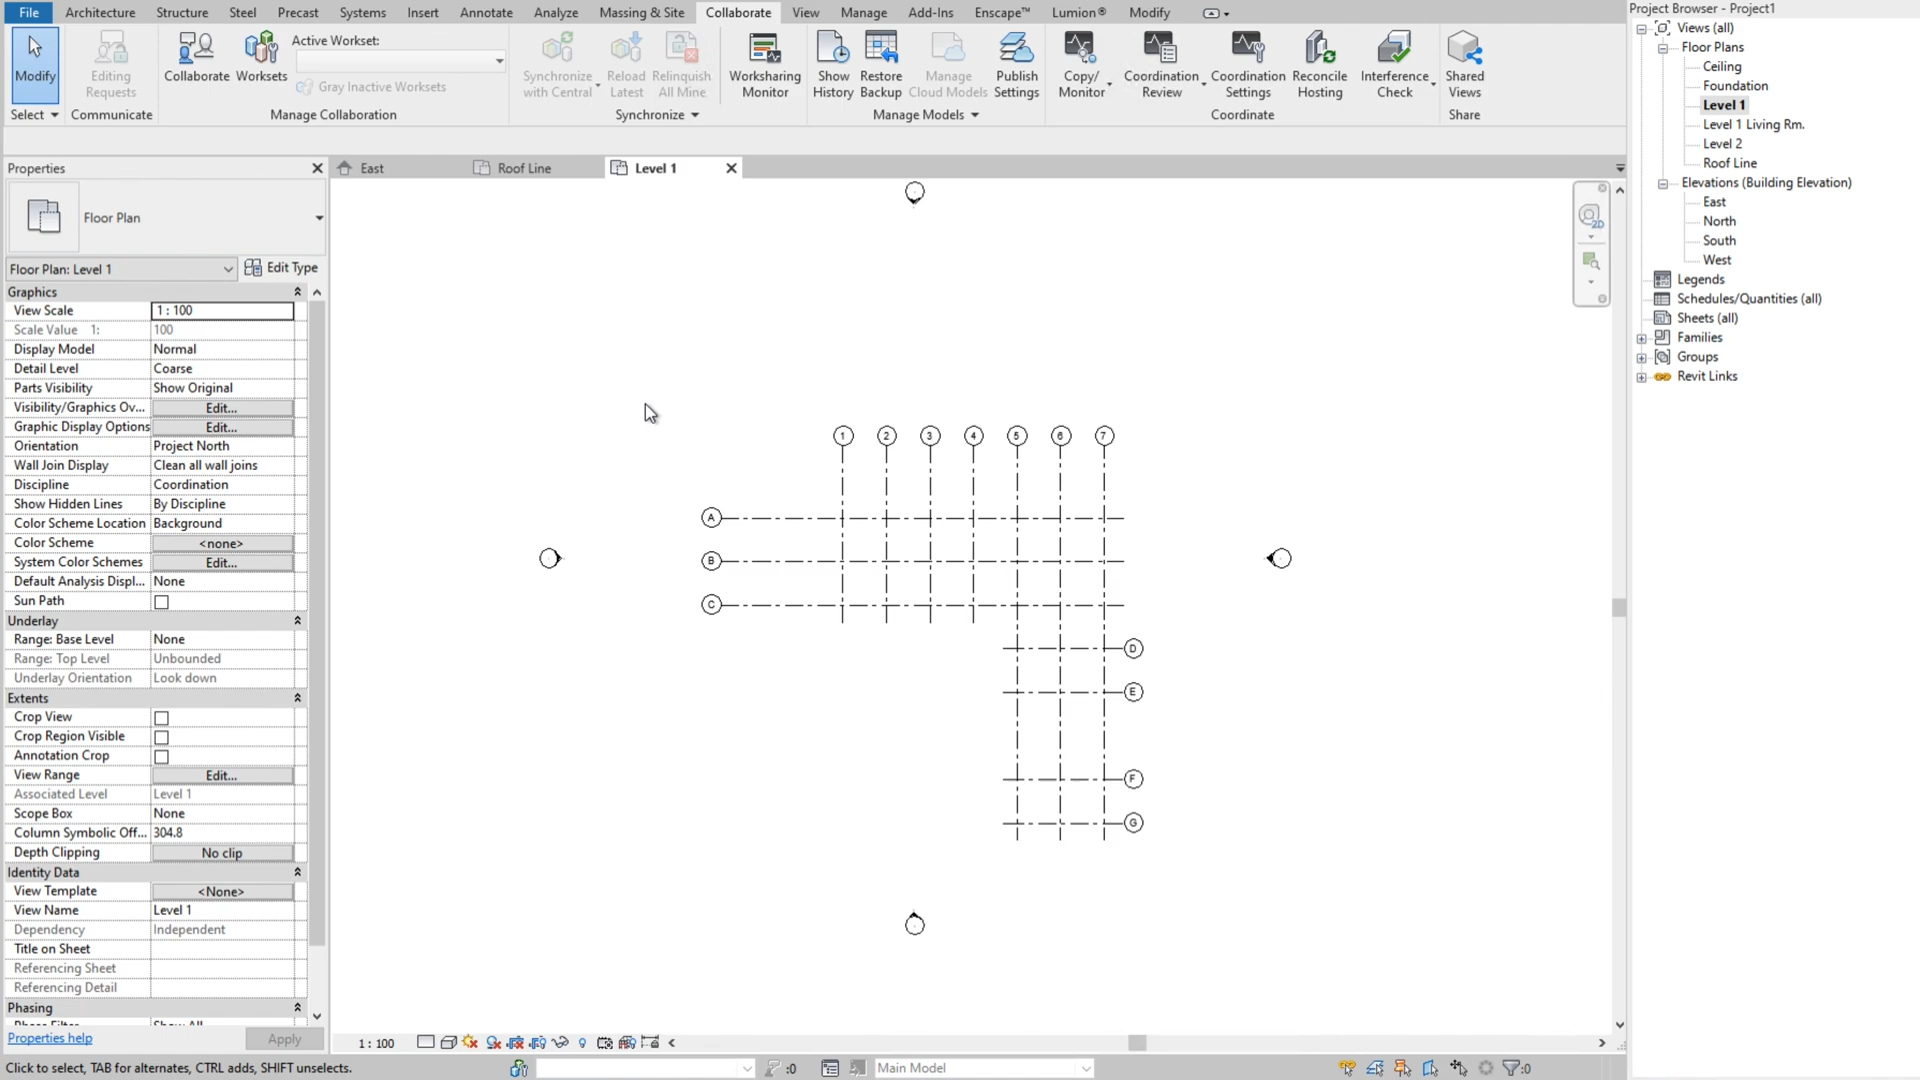 File Architecture Structure Steel Precast Systems Insert Annotate Analyze Massing & Site Collaborate View Manage Add-Ins Enscape™ Lumion® Modify
Modify
Editing Requests
Collaborate
Worksets
Active Workset:
Gray Inactive Worksets
Synchronize with Central
Reload Latest
Relinquish All Mine
Worksharing Monitor
Show History
Restore Backup
Manage Cloud Models
Publish Settings
Copy/ Monitor
Coordination Review
Coordination Settings
Reconcile Hosting
Interference Check
Shared Views
Select Communicate Manage Collaboration Synchronize Manage Models Coordinate Share
Properties
Floor Plan
Floor Plan: Level 1 Edit Type
Graphics
View Scale 1 : 100
Scale Value 1: 100
Display Model Normal
Detail Level Coarse
Parts Visibility Show Original
Visibility/Graphics Ov... Edit...
Graphic Display Options Edit...
Orientation Project North
Wall Join Display Clean all wall joins
Discipline Coordination
Show Hidden Lines By Discipline
Color Scheme Location Background
Color Scheme <none>
System Color Schemes Edit...
Default Analysis Displ... None
Sun Path
Underlay
Range: Base Level None
Range: Top Level Unbounded
Underlay Orientation Look down
Extents
Crop View
Crop Region Visible
Annotation Crop
View Range Edit...
Associated Level Level 1
Scope Box None
Column Symbolic Off... 304.8
Depth Clipping No clip
Identity Data
View Template <None>
View Name Level 1
Dependency Independent
Title on Sheet
Referencing Sheet
Referencing Detail
Phasing
Properties help Apply
East Roof Line Level 1
1 2 3 4 5 6 7
A
B
C
D
E
F
G
2D
1 : 100
Click to select, TAB for alternates, CTRL adds, SHIFT unselects.
:0
Main Model
:0
Project Browser - Project1
Views (all)
Floor Plans
Ceiling
Foundation
Level 1
Level 1 Living Rm.
Level 2
Roof Line
Elevations (Building Elevation)
East
North
South
West
Legends
Schedules/Quantities (all)
Sheets (all)
Families
Groups
Revit Links